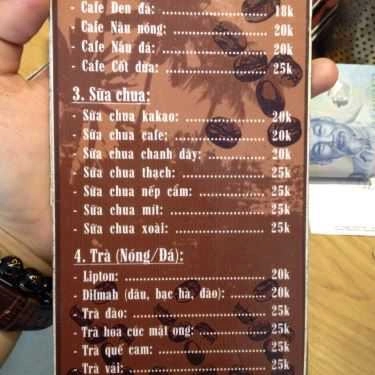 - Cafe Đen đá: 18k
- Cafe Nâu nóng: 20k
- Cafe Nâu đá: 20k
- Cafe Cốt dừa: 25k
3. Sữa chua:
- Sữa chua kakao: 20k
- Sữa chua cafe: 20k
- Sữa chua chanh dây: 25k
- Sữa chua thạch: 25k
- Sữa chua nếp cẩm: 25k
- Sữa chua mít: 25k
- Sữa chua xoài: 25k
4. Trà (Nóng/Đá):
- Lipton: 20k
- Dilmah (dâu, bạc hà, đào): 20k
- Trà đào: 25k
- Trà hoa cúc mật ong: 25k
- Trà quế cam: 25k
- Trà vải: 25k